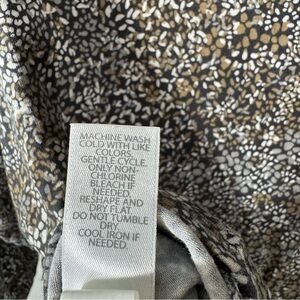 MACHINE WASH
COLD WITH LIKE
COLORS,
GENTLE CYCLE.
ONLY NON-
CHLORINE
BLEACH IF
NEEDED.
RESHAPE AND
DRY FLAT.
DO NOT TUMBLE
DRY.
COOL IRON IF
NEEDED.